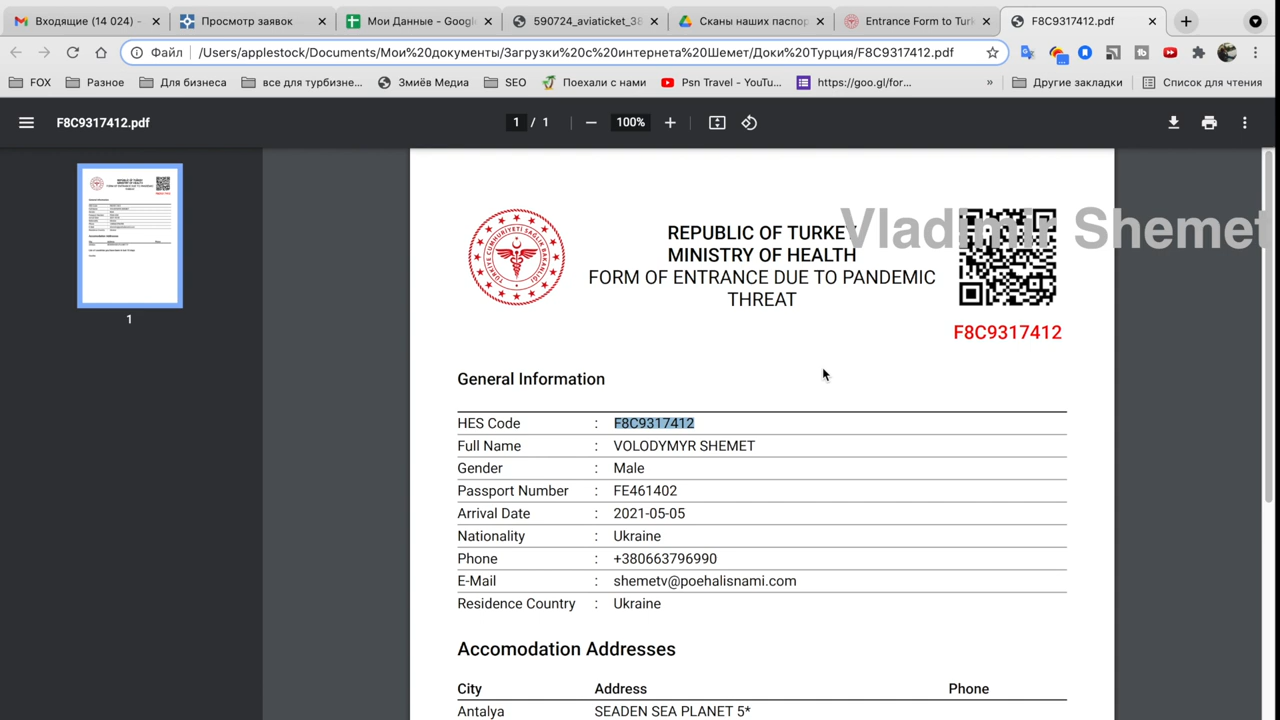 Входящие (14 024) -
Просмотр заявок
Мои Данные - Google
590724_aviaticket_38
Сканы наших паспор
Entrance Form to Turk
F8C9317412.pdf
Файл
/Users/applestock/Documents/Мои%20документы/Загрузки%20с%20интернета%20Шемет/Доки%20Турция/F8C9317412.pdf
FOX
Разное
Для бизнеса
все для турбизне...
Змиёв Медиа
SEO
Поехали с нами
Psn Travel - YouTu...
https://goo.gl/for...
»
Другие закладки
Список для чтения
F8C9317412.pdf
1 / 1
100%
1
REPUBLIC OF TURKEY
MINISTRY OF HEALTH
FORM OF ENTRANCE DUE TO PANDEMIC
THREAT
Vladimir Shemet
F8C9317412
General Information
HES Code : F8C9317412
Full Name : VOLODYMYR SHEMET
Gender : Male
Passport Number : FE461402
Arrival Date : 2021-05-05
Nationality : Ukraine
Phone : +380663796990
E-Mail : shemetv@poehalisnami.com
Residence Country : Ukraine
Accomodation Addresses
City Address Phone
Antalya SEADEN SEA PLANET 5*